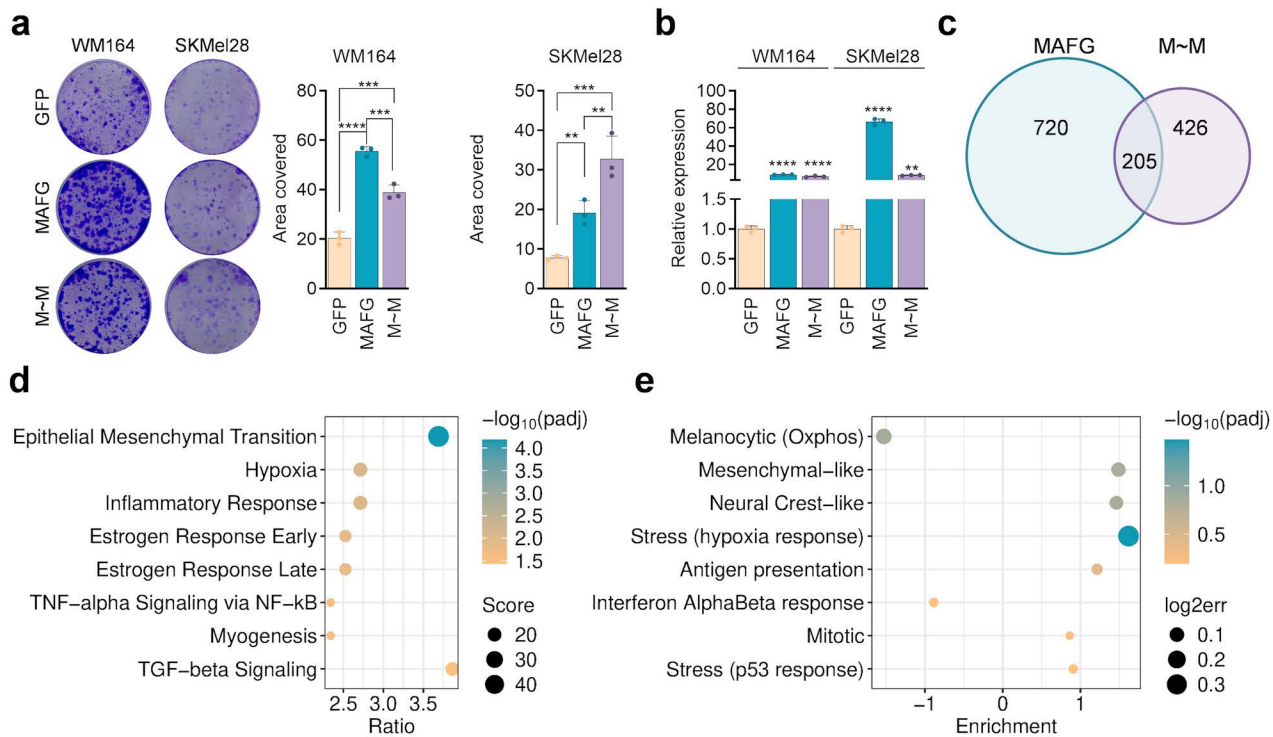 a
WM164 SKMel28
GFP
MAFG
M~M
WM164
Area covered
80
60
40
20
0
*** 
**** ***
GFP
MAFG
M~M
SKMel28
Area covered
50
40
30
20
10
0
***
** **
GFP
MAFG
M~M
b
WM164 SKMel28
Relative expression
100
80
60
40
20
1.5
1.0
0.5
0.0
**** **** **** **
GFP
MAFG
M~M
GFP
MAFG
M~M
c
MAFG M~M
720 205 426
d
Epithelial Mesenchymal Transition
Hypoxia
Inflammatory Response
Estrogen Response Early
Estrogen Response Late
TNF−alpha Signaling via NF−kB
Myogenesis
TGF−beta Signaling
2.5 3.0 3.5
Ratio
−log10(padj)
4.0
3.5
3.0
2.5
2.0
1.5
Score
20
30
40
e
Melanocytic (Oxphos)
Mesenchymal−like
Neural Crest−like
Stress (hypoxia response)
Antigen presentation
Interferon AlphaBeta response
Mitotic
Stress (p53 response)
−1 0 1
Enrichment
−log10(padj)
1.0
0.5
log2err
0.1
0.2
0.3